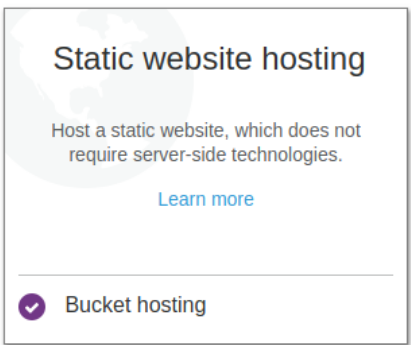 Static website hosting
Host a static website, which does not
require server-side technologies.
Learn more
Bucket hosting